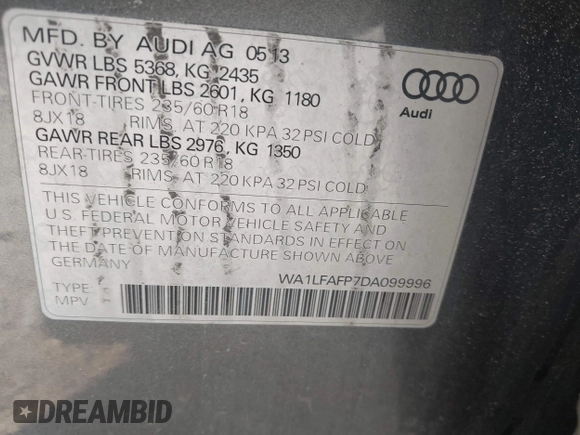 MFD. BY AUDI AG 05 13
GVWR LBS 5368, KG 2435
GAWR FRONT LBS 2601, KG 1180
FRONT-TIRES 235/60 R18
8JX18 RIMS AT 220 KPA 32 PSI COLD
GAWR REAR LBS 2976, KG 1350
REAR-TIRES 235/60 R18
8JX18 RIMS AT 220 KPA 32 PSI COLD
THIS VEHICLE CONFORMS TO ALL APPLICABLE
U.S. FEDERAL MOTOR VEHICLE SAFETY AND
THEFT PREVENTION STANDARDS IN EFFECT ON
THE DATE OF MANUFACTURE SHOWN ABOVE
GERMANY
WA1LFAFP7DA099996
TYPE
MPV
Audi
DREAMBID